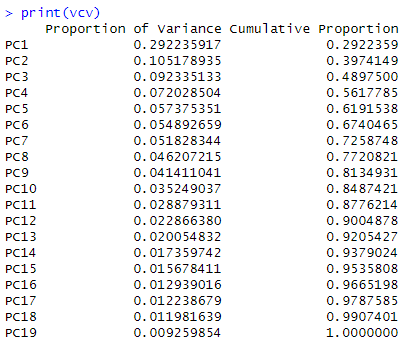 > print(vcv)
Proportion of Variance Cumulative Proportion
PC1 0.292235917 0.2922359
PC2 0.105178935 0.3974149
PC3 0.092335133 0.4897500
PC4 0.072028504 0.5617785
PC5 0.057375351 0.6191538
PC6 0.054892659 0.6740465
PC7 0.051828344 0.7258748
PC8 0.046207215 0.7720821
PC9 0.041411041 0.8134931
PC10 0.035249037 0.8487421
PC11 0.028879311 0.8776214
PC12 0.022866380 0.9004878
PC13 0.020054832 0.9205427
PC14 0.017359742 0.9379024
PC15 0.015678411 0.9535808
PC16 0.012939016 0.9665198
PC17 0.012238679 0.9787585
PC18 0.011981639 0.9907401
PC19 0.009259854 1.0000000